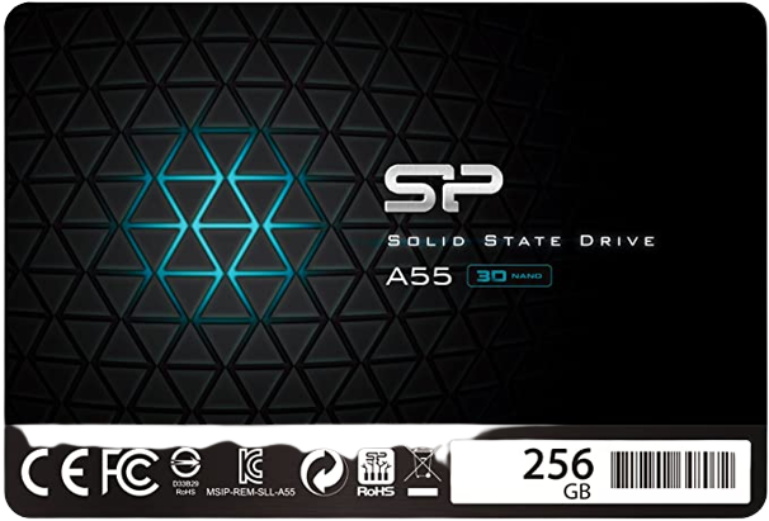 SP
SOLID STATE DRIVE
A55 3D NAND
CE FC D33B29 RoHS KC MSIP-REM-SLL-A55 SP RoHS 256 GB